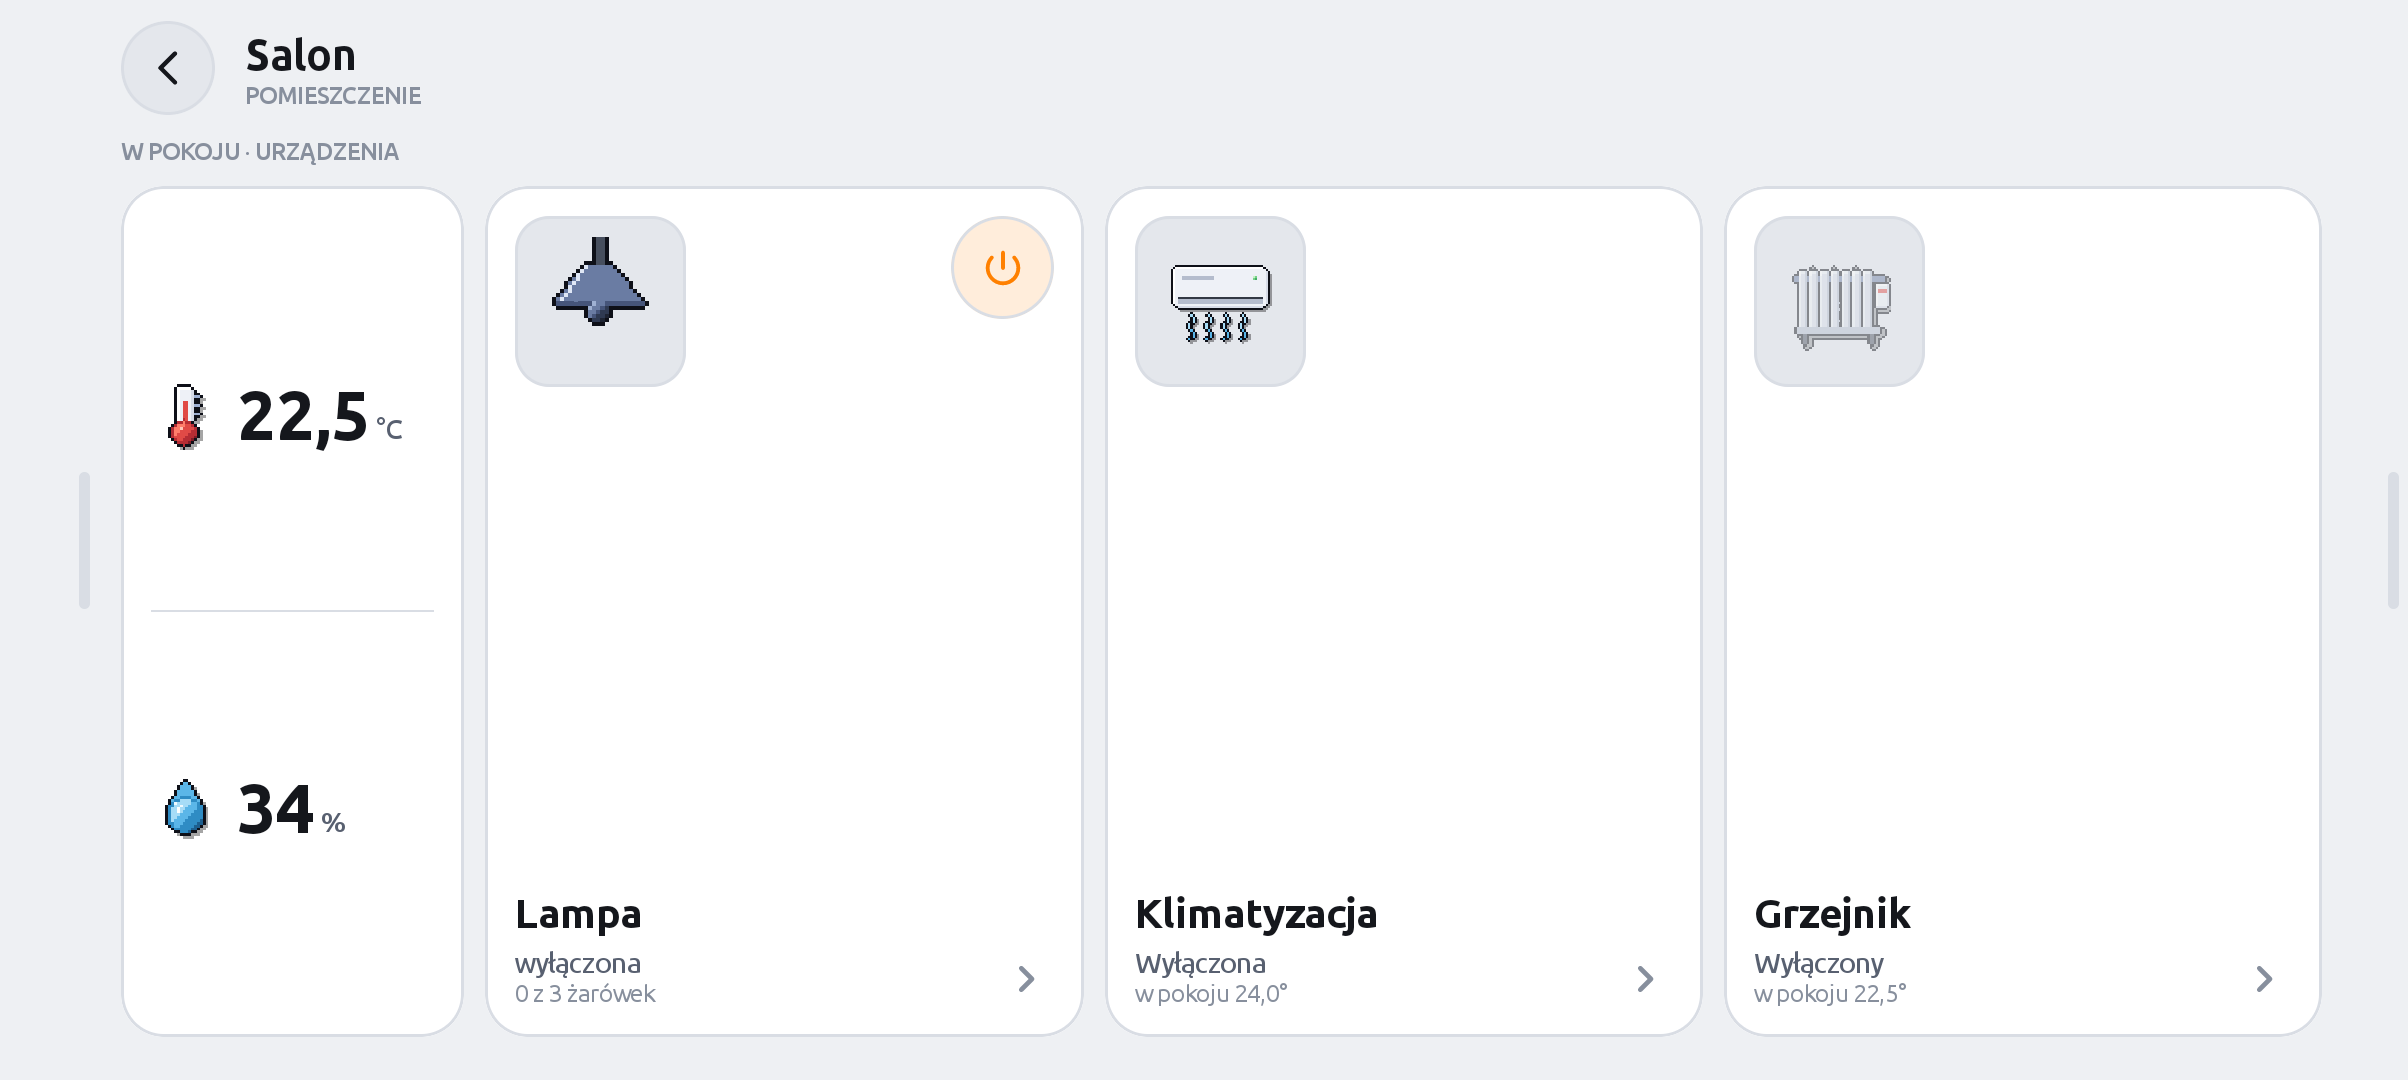 Salon
POMIESZCZENIE
W POKOJU · URZĄDZENIA
22,5 °C
34 %
Lampa
wyłączona
0 z 3 żarówek
Klimatyzacja
Wyłączona
w pokoju 24,0°
Grzejnik
Wyłączony
w pokoju 22,5°